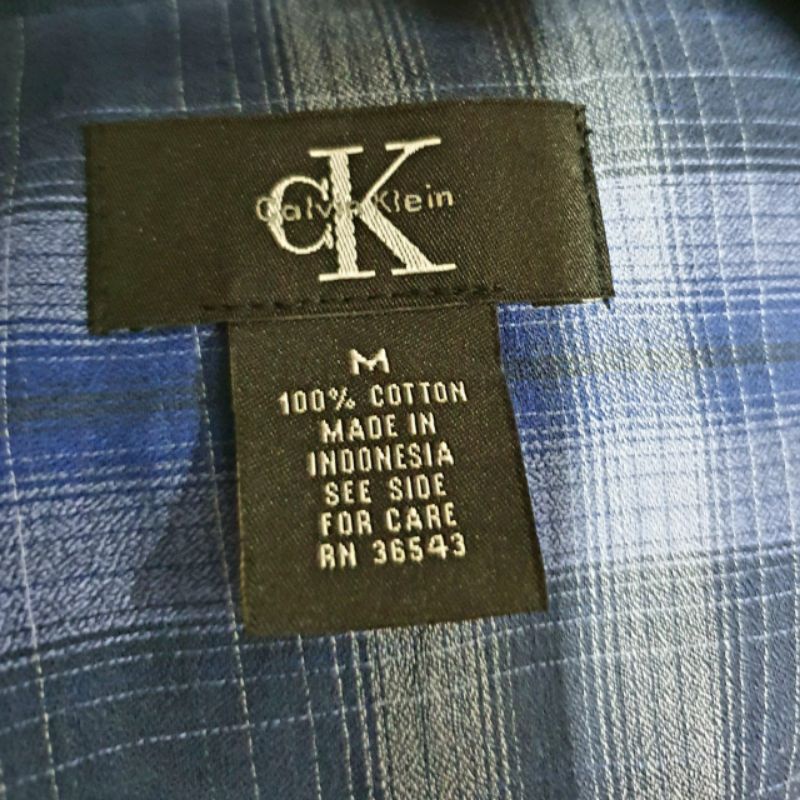 CK
Calvin Klein
M
100% COTTON
MADE IN
INDONESIA
SEE SIDE
FOR CARE
RN 36543